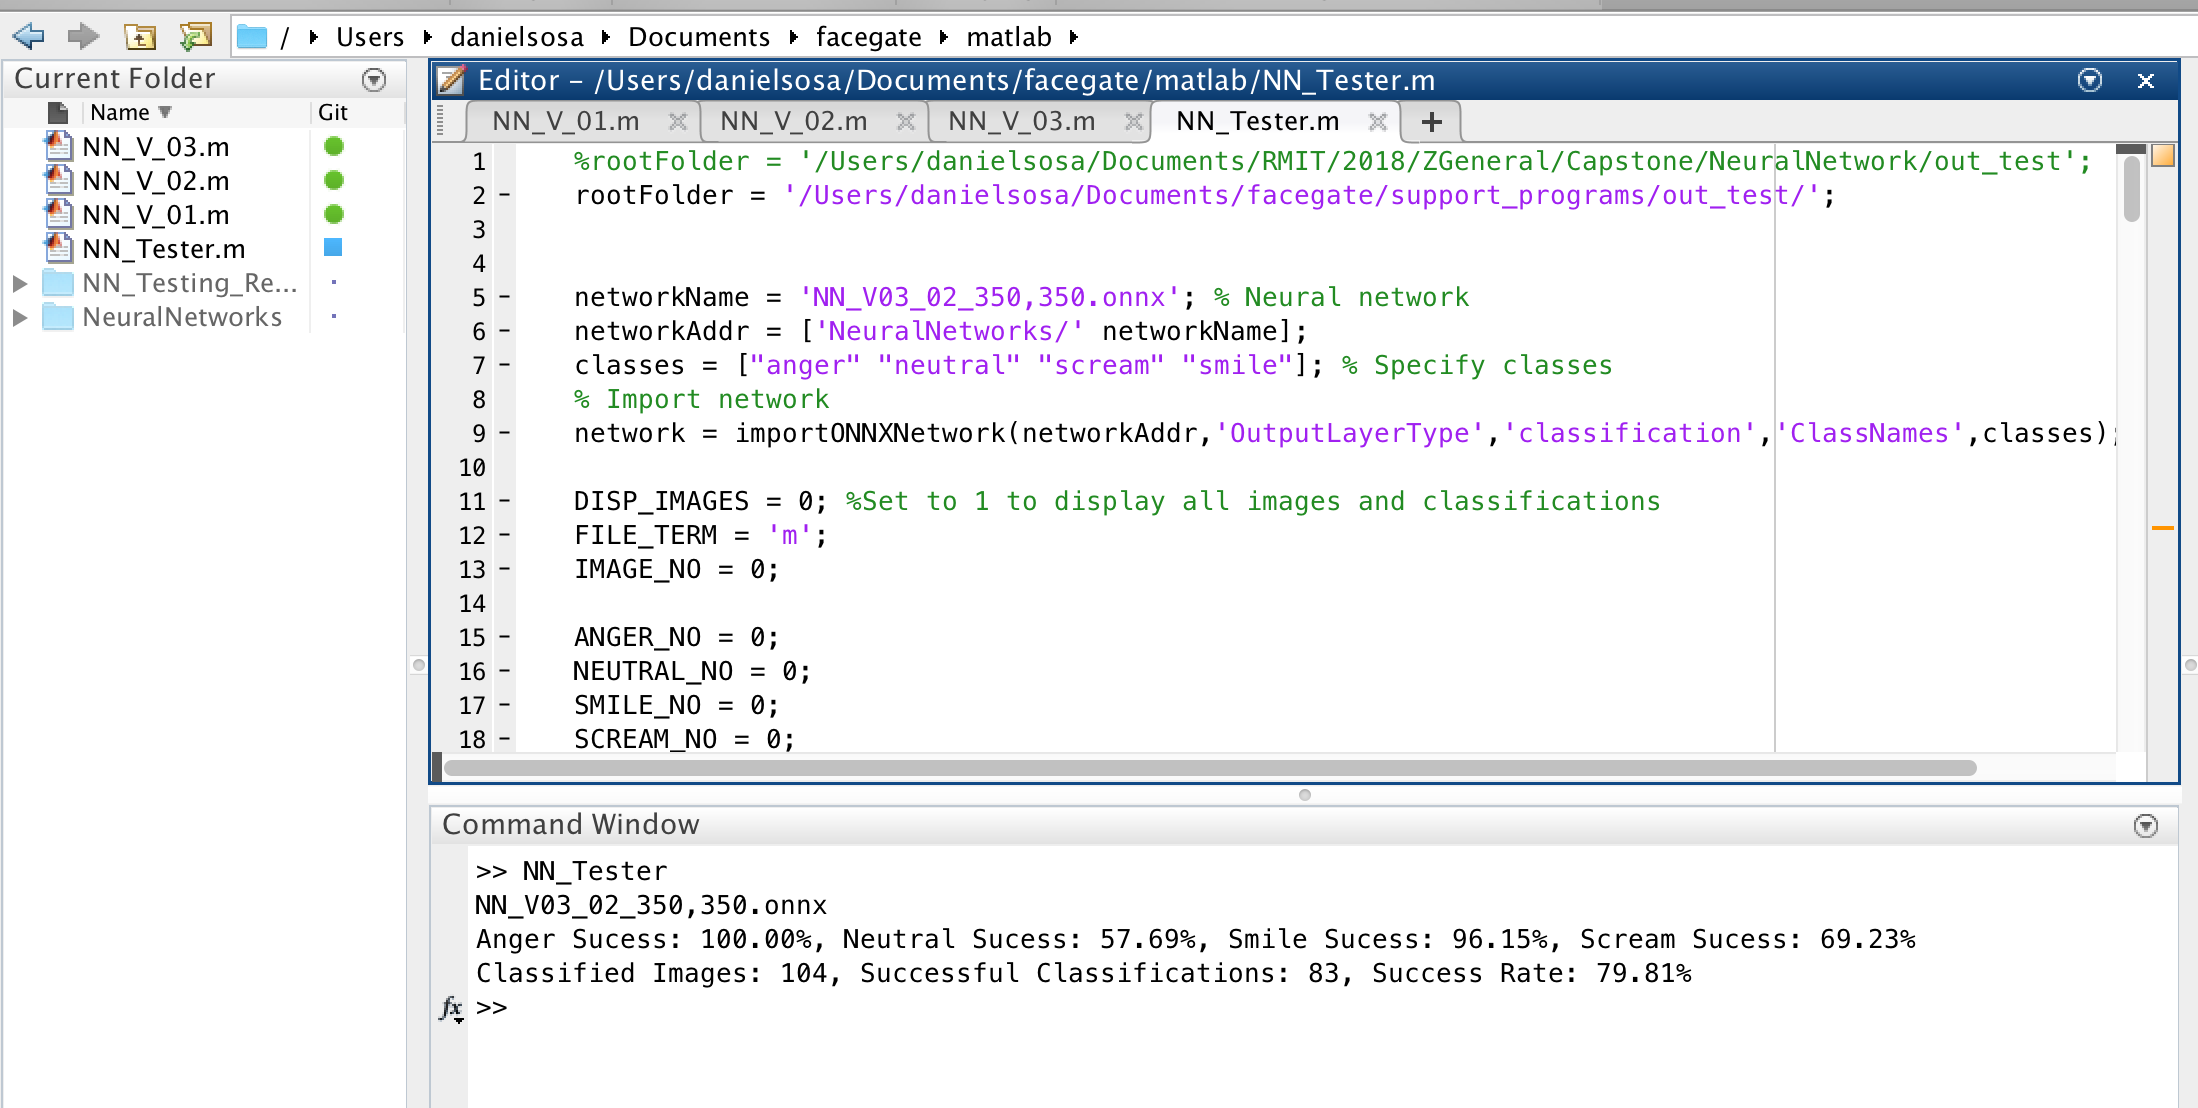 / Users danielsosa Documents facegate matlab
Current Folder
Name Git
NN_V_03.m
NN_V_02.m
NN_V_01.m
NN_Tester.m
NN_Testing_Re...
NeuralNetworks
Editor – /Users/danielsosa/Documents/facegate/matlab/NN_Tester.m
NN_V_01.m NN_V_02.m NN_V_03.m NN_Tester.m +
1 %rootFolder = '/Users/danielsosa/Documents/RMIT/2018/ZGeneral/Capstone/NeuralNetwork/out_test';
2 – rootFolder = '/Users/danielsosa/Documents/facegate/support_programs/out_test/';
3
4
5 – networkName = 'NN_V03_02_350,350.onnx'; % Neural network
6 – networkAddr = ['NeuralNetworks/' networkName];
7 – classes = ["anger" "neutral" "scream" "smile"]; % Specify classes
8 % Import network
9 – network = importONNXNetwork(networkAddr,'OutputLayerType','classification','ClassNames',classes);
10
11 – DISP_IMAGES = 0; %Set to 1 to display all images and classifications
12 – FILE_TERM = 'm';
13 – IMAGE_NO = 0;
14
15 – ANGER_NO = 0;
16 – NEUTRAL_NO = 0;
17 – SMILE_NO = 0;
18 – SCREAM_NO = 0;
Command Window
>> NN_Tester
NN_V03_02_350,350.onnx
Anger Sucess: 100.00%, Neutral Sucess: 57.69%, Smile Sucess: 96.15%, Scream Sucess: 69.23%
Classified Images: 104, Successful Classifications: 83, Success Rate: 79.81%
fx >>